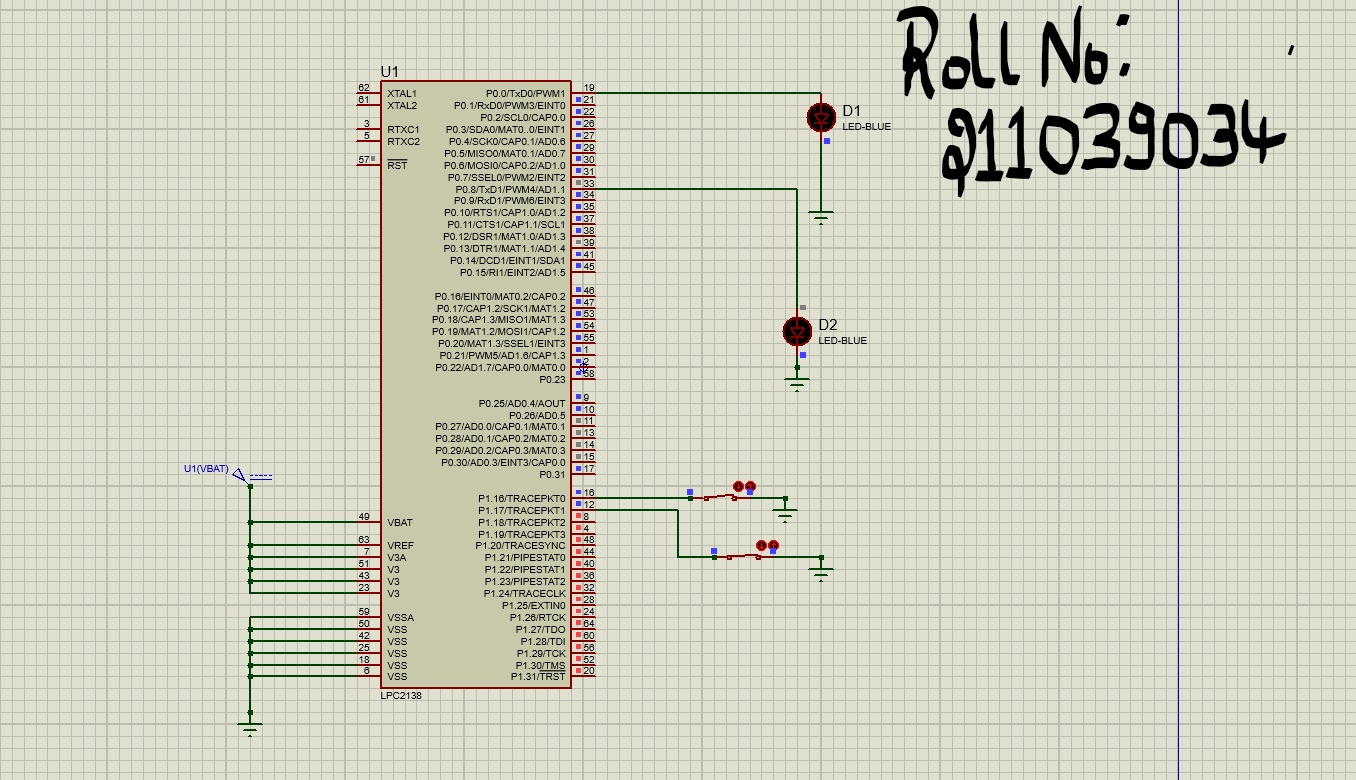 Roll No:
211039034
U1
62 XTAL1 P0.0/TxD0/PWM1 19
61 XTAL2 P0.1/RxD0/PWM3/EINT0 21
P0.2/SCL0/CAP0.0 22
3 RTXC1 P0.3/SDA0/MAT0..0/EINT1 26
5 RTXC2 P0.4/SCK0/CAP0.1/AD0.6 27
P0.5/MISO0/MAT0.1/AD0.7 29
57 RST P0.6/MOSI0/CAP0.2/AD1.0 30
P0.7/SSEL0/PWM2/EINT2 31
P0.8/TxD1/PWM4/AD1.1 33
P0.9/RxD1/PWM6/EINT3 34
P0.10/RTS1/CAP1.0/AD1.2 35
P0.11/CTS1/CAP1.1/SCL1 37
P0.12/DSR1/MAT1.0/AD1.3 38
P0.13/DTR1/MAT1.1/AD1.4 39
P0.14/DCD1/EINT1/SDA1 41
P0.15/RI1/EINT2/AD1.5 45
P0.16/EINT0/MAT0.2/CAP0.2 46
P0.17/CAP1.2/SCK1/MAT1.2 47
P0.18/CAP1.3/MISO1/MAT1.3 53
P0.19/MAT1.2/MOSI1/CAP1.2 54
P0.20/MAT1.3/SSEL1/EINT3 55
P0.21/PWM5/AD1.6/CAP1.3 1
P0.22/AD1.7/CAP0.0/MAT0.0 2
P0.23 58
P0.25/AD0.4/AOUT 9
P0.26/AD0.5 10
P0.27/AD0.0/CAP0.1/MAT0.1 11
P0.28/AD0.1/CAP0.2/MAT0.2 13
P0.29/AD0.2/CAP0.3/MAT0.3 14
P0.30/AD0.3/EINT3/CAP0.0 15
P0.31 17
P1.16/TRACEPKT0 16
P1.17/TRACEPKT1 12
49 VBAT P1.18/TRACEPKT2 8
P1.19/TRACEPKT3 4
63 VREF P1.20/TRACESYNC 48
7 V3A P1.21/PIPESTAT0 44
51 V3 P1.22/PIPESTAT1 40
43 V3 P1.23/PIPESTAT2 36
23 V3 P1.24/TRACECLK 32
P1.25/EXTIN0 28
59 VSSA P1.26/RTCK 24
50 VSS P1.27/TDO 64
42 VSS P1.28/TDI 60
25 VSS P1.29/TCK 56
18 VSS P1.30/TMS 52
6 VSS P1.31/TRST 20
LPC2138
U1(VBAT)
D1
LED-BLUE
D2
LED-BLUE